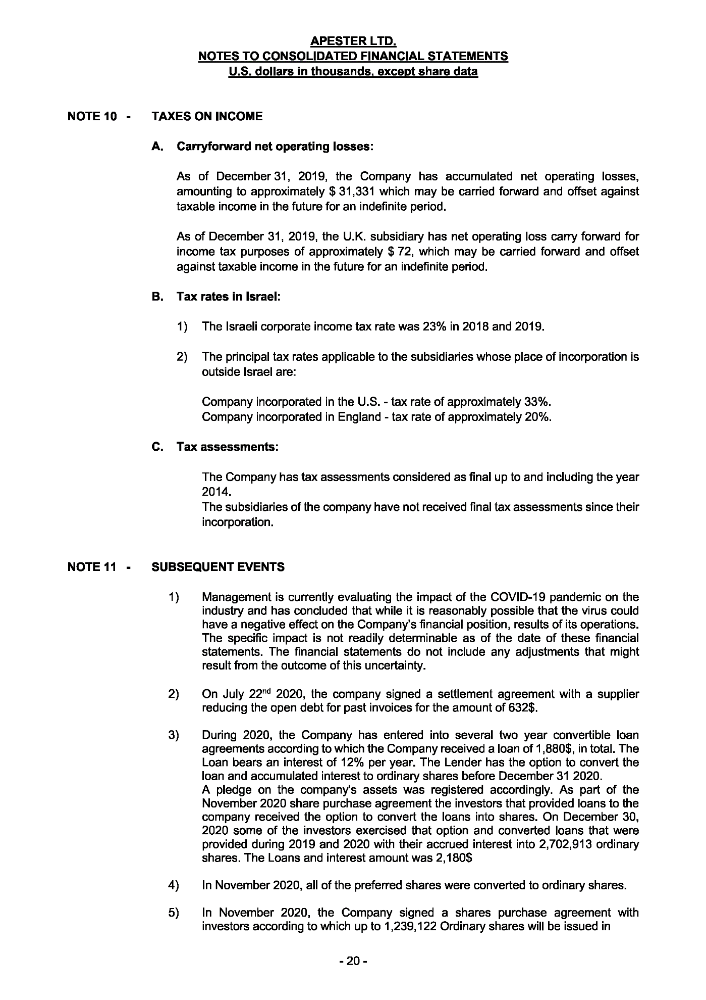 APESTER LTD.
NOTES TO CONSOLIDATED FINANCIAL STATEMENTS
U.S. dollars in thousands, except share data
NOTE 10 - TAXES ON INCOME
A. Carryforward net operating losses:
As of December 31, 2019, the Company has accumulated net operating losses,
amounting to approximately $ 31,331 which may be carried forward and offset against
taxable income in the future for an indefinite period.
As of December 31, 2019, the U.K. subsidiary has net operating loss carry forward for
income tax purposes of approximately $ 72, which may be carried forward and offset
against taxable income in the future for an indefinite period.
B. Tax rates in Israel:
1) The Israeli corporate income tax rate was 23% in 2018 and 2019.
2) The principal tax rates applicable to the subsidiaries whose place of incorporation is
outside Israel are:
Company incorporated in the U.S. - tax rate of approximately 33%.
Company incorporated in England - tax rate of approximately 20%.
C. Tax assessments:
The Company has tax assessments considered as final up to and including the year
2014.
The subsidiaries of the company have not received final tax assessments since their
incorporation.
NOTE 11 - SUBSEQUENT EVENTS
1) Management is currently evaluating the impact of the COVID-19 pandemic on the
industry and has concluded that while it is reasonably possible that the virus could
have a negative effect on the Company's financial position, results of its operations.
The specific impact is not readily determinable as of the date of these financial
statements. The financial statements do not include any adjustments that might
result from the outcome of this uncertainty.
2) On July 22nd 2020, the company signed a settlement agreement with a supplier
reducing the open debt for past invoices for the amount of 632$.
3) During 2020, the Company has entered into several two year convertible loan
agreements according to which the Company received a loan of 1,880$, in total. The
Loan bears an interest of 12% per year. The Lender has the option to convert the
loan and accumulated interest to ordinary shares before December 31 2020.
A pledge on the company's assets was registered accordingly. As part of the
November 2020 share purchase agreement the investors that provided loans to the
company received the option to convert the loans into shares. On December 30,
2020 some of the investors exercised that option and converted loans that were
provided during 2019 and 2020 with their accrued interest into 2,702,913 ordinary
shares. The Loans and interest amount was 2,180$
4) In November 2020, all of the preferred shares were converted to ordinary shares.
5) In November 2020, the Company signed a shares purchase agreement with
investors according to which up to 1,239,122 Ordinary shares will be issued in
- 20 -